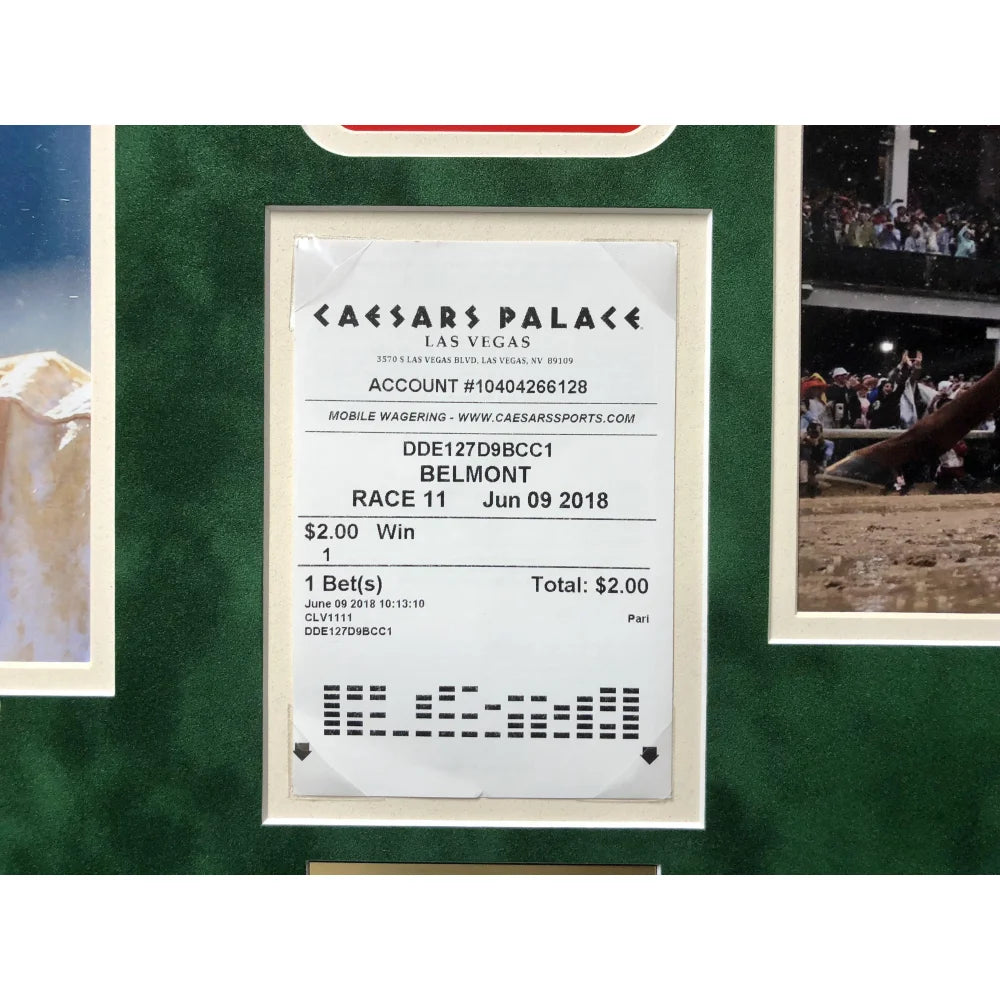 CAESARS PALACE
LAS VEGAS
3570 S LAS VEGAS BLVD, LAS VEGAS, NV 89109
ACCOUNT #10404266128
MOBILE WAGERING - WWW.CAESARSSPORTS.COM
DDE127D9BCC1
BELMONT
RACE 11 Jun 09 2018
$2.00 Win
1
1 Bet(s) Total: $2.00
June 09 2018 10:13:10
CLV1111 Pari
DDE127D9BCC1